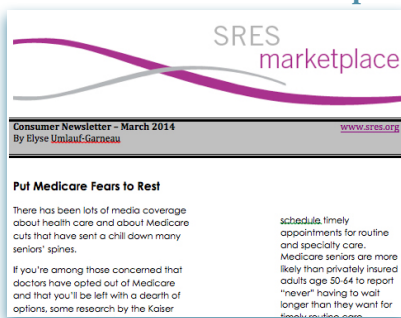 SRES
marketplace
Consumer Newsletter – March 2014
www.sres.org
By Elyse Umlauf-Garneau
Put Medicare Fears to Rest
There has been lots of media coverage
about health care and about Medicare
cuts that have sent a chill down many
seniors’ spines.
If you’re among those concerned that
doctors have opted out of Medicare
and that you’ll be left with a dearth of
options, some research by the Kaiser
schedule timely
appointments for routine
and specialty care.
Medicare seniors are more
likely than privately insured
adults age 50-64 to report
“never” having to wait
longer than they want for
timely routine care